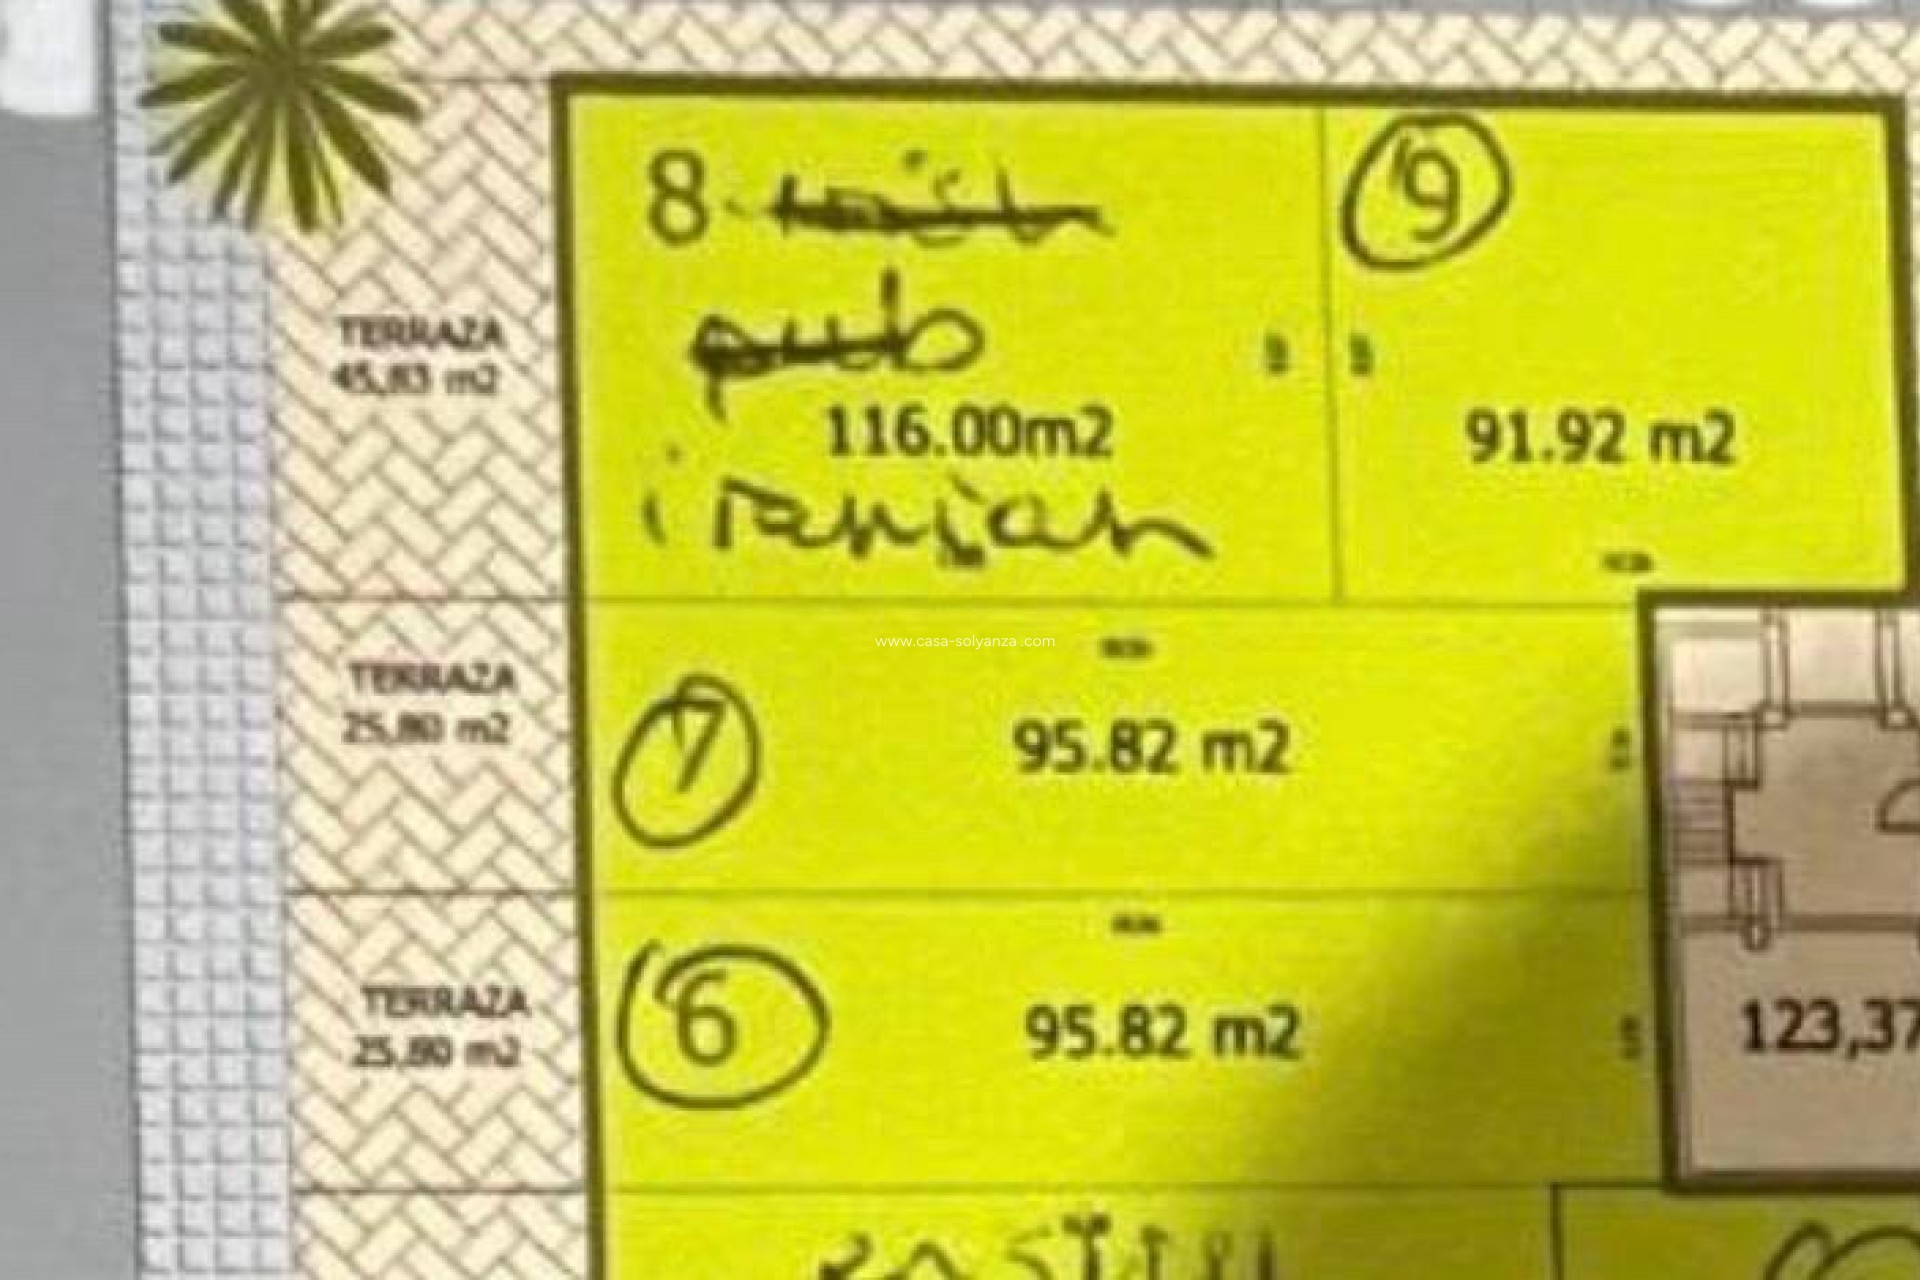 8
9
pub
TERRAZA
45,83 m2
116.00m2
91.92 m2
iranian
www.casa-solyanza.com
TERRAZA
25,80 m2
7
95.82 m2
TERRAZA
25,80 m2
6
95.82 m2
123,37